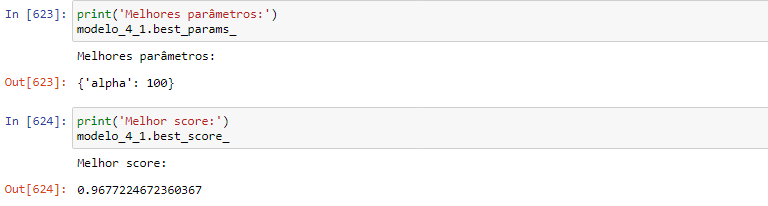 In [623]: print('Melhores parâmetros:')
modelo_4_1.best_params_
Melhores parâmetros:
Out[623]: {'alpha': 100}
In [624]: print('Melhor score:')
modelo_4_1.best_score_
Melhor score:
Out[624]: 0.9677224672360367